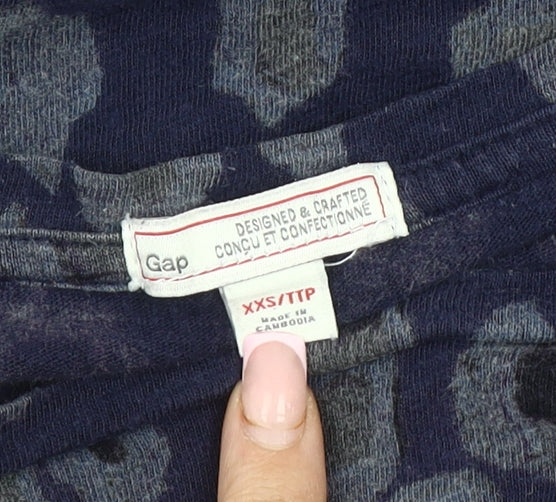 DESIGNED & CRAFTED
CONÇU ET CONFECTIONNÉ
Gap
XXS/TTP
MADE IN
CAMBODIA